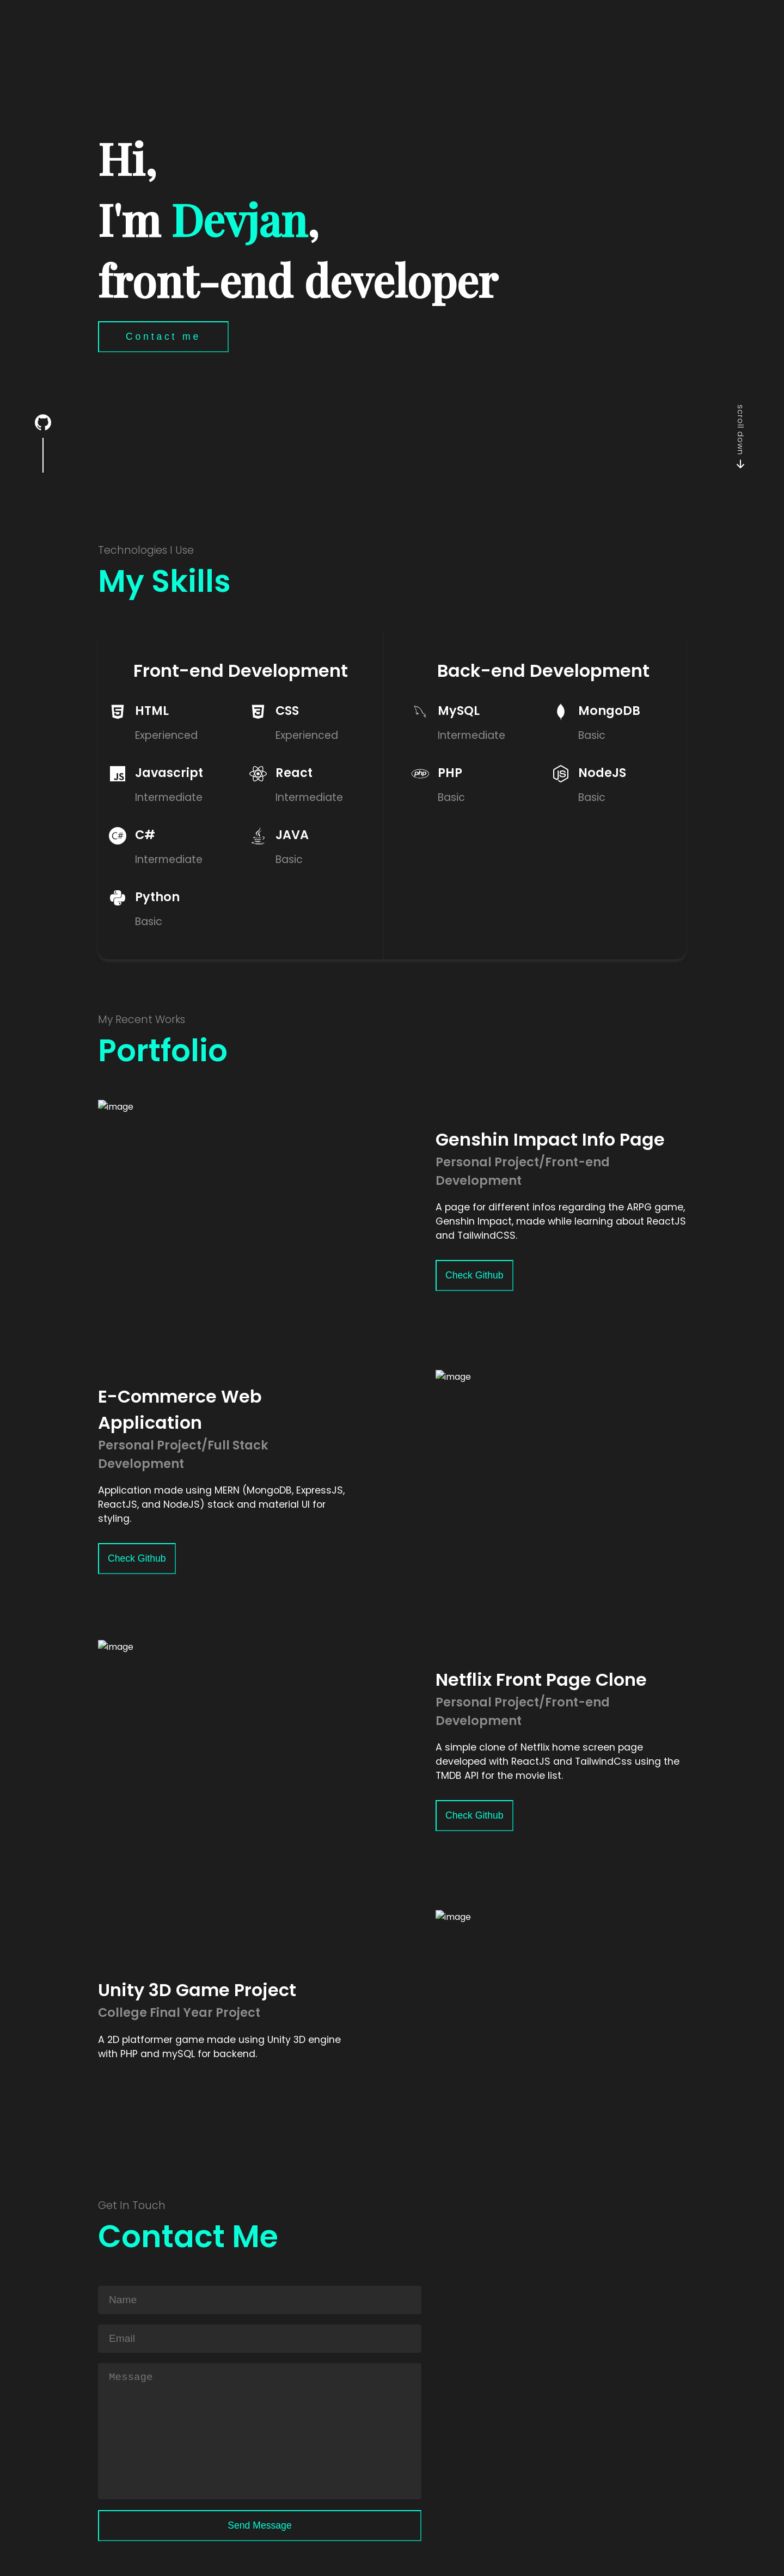 Hi,
I'm Devjan,
front-end developer
Contact me
scroll down
Technologies I Use
My Skills
Front-end Development
HTML
Experienced
CSS
Experienced
Javascript
Intermediate
React
Intermediate
C#
Intermediate
JAVA
Basic
Python
Basic
Back-end Development
MySQL
Intermediate
MongoDB
Basic
PHP
Basic
NodeJS
Basic
My Recent Works
Portfolio
image
Genshin Impact Info Page
Personal Project/Front-end
Development
A page for different infos regarding the ARPG game,
Genshin Impact, made while learning about ReactJS
and TailwindCSS.
Check Github
E-Commerce Web
Application
Personal Project/Full Stack
Development
Application made using MERN (MongoDB, ExpressJS,
ReactJS, and NodeJS) stack and material UI for
styling.
Check Github
image
image
Netflix Front Page Clone
Personal Project/Front-end
Development
A simple clone of Netflix home screen page
developed with ReactJS and TailwindCss using the
TMDB API for the movie list.
Check Github
Unity 3D Game Project
College Final Year Project
A 2D platformer game made using Unity 3D engine
with PHP and mySQL for backend.
image
Get In Touch
Contact Me
Name
Email
Message
Send Message